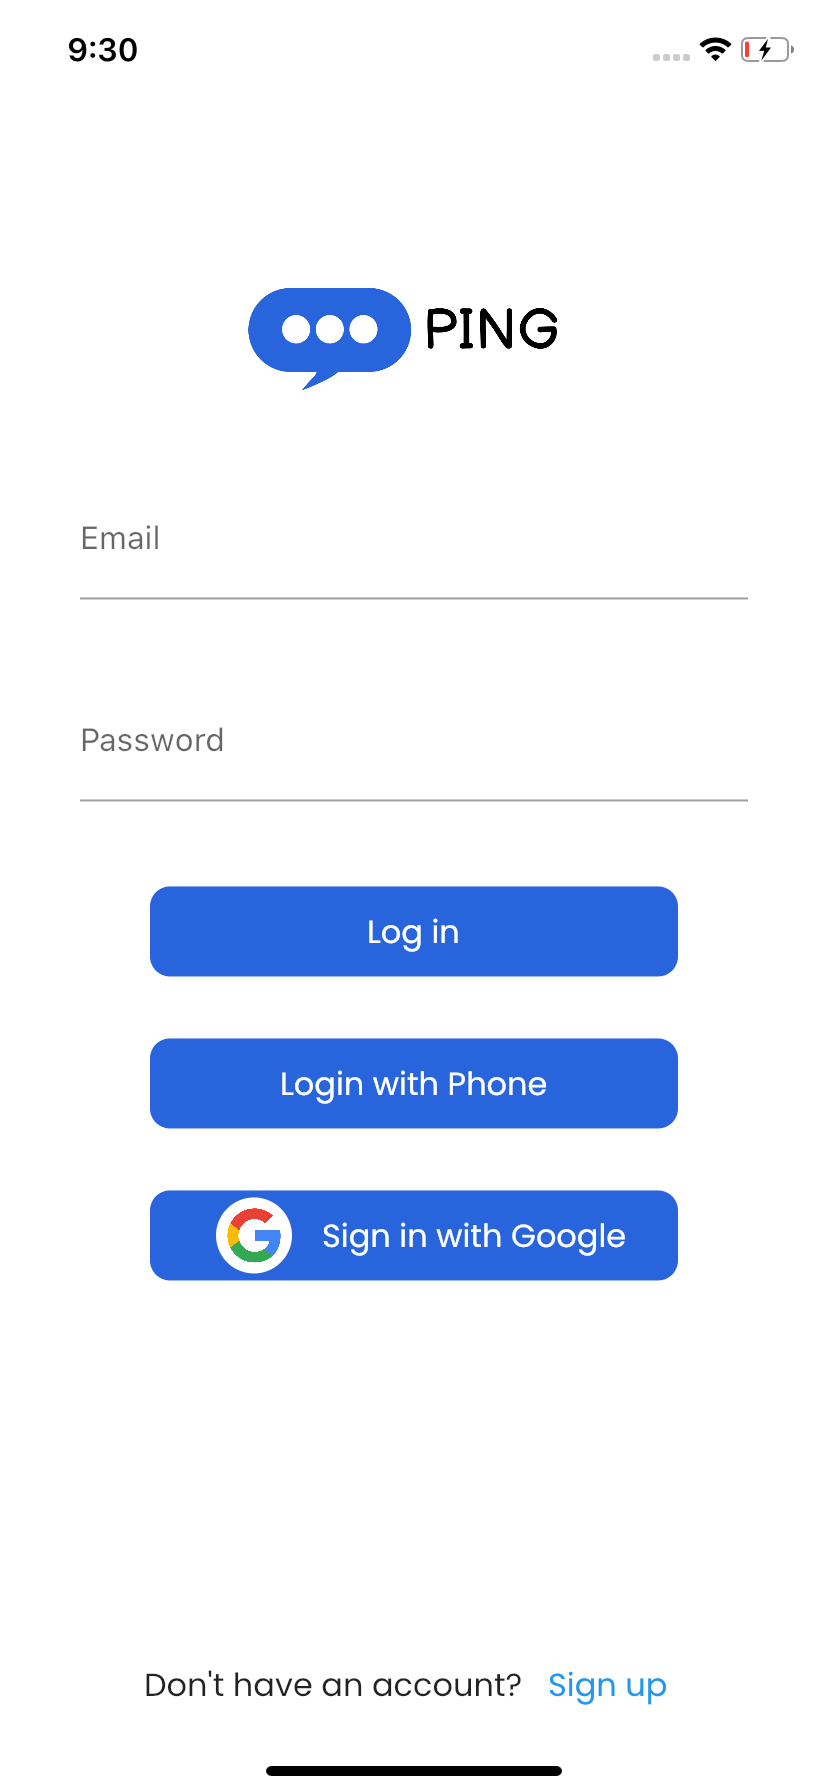 9:30
PING
Email
Password
Log in
Login with Phone
Sign in with Google
Don't have an account? Sign up